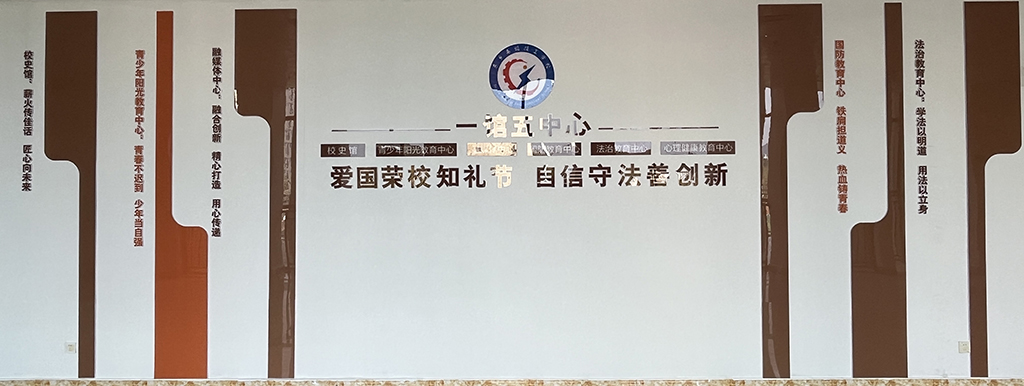 校史馆：薪火传佳话 匠心向未来
青少年阳光教育中心：青春不迟到 少年当自强
融媒体中心：融合创新 精心打造 用心传递
一馆五中心
校史馆 青少年阳光教育中心 法治教育中心 心理健康教育中心
爱国荣校知礼节 自信守法善创新
国防教育中心 铁肩担道义 热血铸青春
法治教育中心：学法以明道 用法以立身